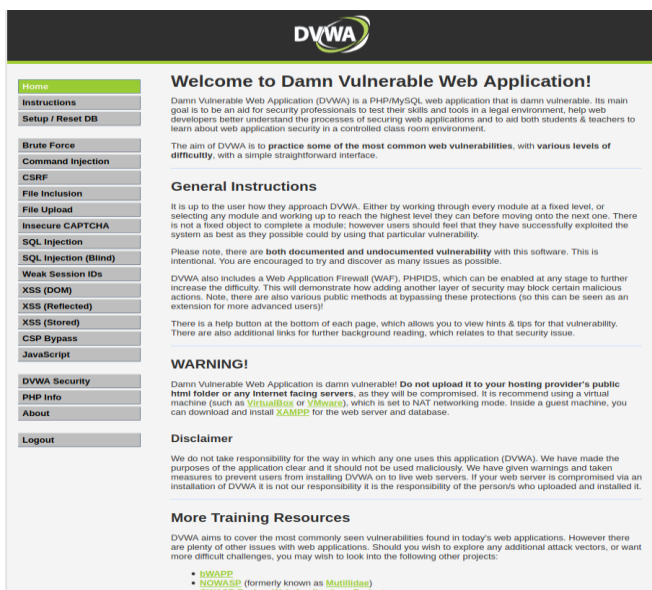 DVWA
Home
Instructions
Setup / Reset DB
Brute Force
Command Injection
CSRF
File Inclusion
File Upload
Insecure CAPTCHA
SQL Injection
SQL Injection (Blind)
Weak Session IDs
XSS (DOM)
XSS (Reflected)
XSS (Stored)
CSP Bypass
JavaScript
DVWA Security
PHP Info
About
Logout
Welcome to Damn Vulnerable Web Application!
Damn Vulnerable Web Application (DVWA) is a PHP/MySQL web application that is damn vulnerable. Its main
goal is to be an aid for security professionals to test their skills and tools in a legal environment, help web
developers better understand the processes of securing web applications and to aid both students & teachers to
learn about web application security in a controlled class room environment.
The aim of DVWA is to practice some of the most common web vulnerabilities, with various levels of
difficultly, with a simple straightforward interface.
General Instructions
It is up to the user how they approach DVWA. Either by working through every module at a fixed level, or
selecting any module and working up to reach the highest level they can before moving onto the next one. There
is not a fixed object to complete a module; however users should feel that they have successfully exploited the
system as best as they possible could by using that particular vulnerability.
Please note, there are both documented and undocumented vulnerability with this software. This is
intentional. You are encouraged to try and discover as many issues as possible.
DVWA also includes a Web Application Firewall (WAF), PHPIDS, which can be enabled at any stage to further
increase the difficulty. This will demonstrate how adding another layer of security may block certain malicious
actions. Note, there are also various public methods at bypassing these protections (so this can be seen as an
extension for more advanced users)!
There is a help button at the bottom of each page, which allows you to view hints & tips for that vulnerability.
There are also additional links for further background reading, which relates to that security issue.
WARNING!
Damn Vulnerable Web Application is damn vulnerable! Do not upload it to your hosting provider's public
html folder or any Internet facing servers, as they will be compromised. It is recommend using a virtual
machine (such as VirtualBox or VMware), which is set to NAT networking mode. Inside a guest machine, you
can download and install XAMPP for the web server and database.
Disclaimer
We do not take responsibility for the way in which any one uses this application (DVWA). We have made the
purposes of the application clear and it should not be used maliciously. We have given warnings and taken
measures to prevent users from installing DVWA on to live web servers. If your web server is compromised via an
installation of DVWA it is not our responsibility it is the responsibility of the person/s who uploaded and installed it.
More Training Resources
DVWA aims to cover the most commonly seen vulnerabilities found in today's web applications. However there
are plenty of other issues with web applications. Should you wish to explore any additional attack vectors, or want
more difficult challenges, you may wish to look into the following other projects:
• bWAPP
• NOWASP (formerly known as Mutillidae)